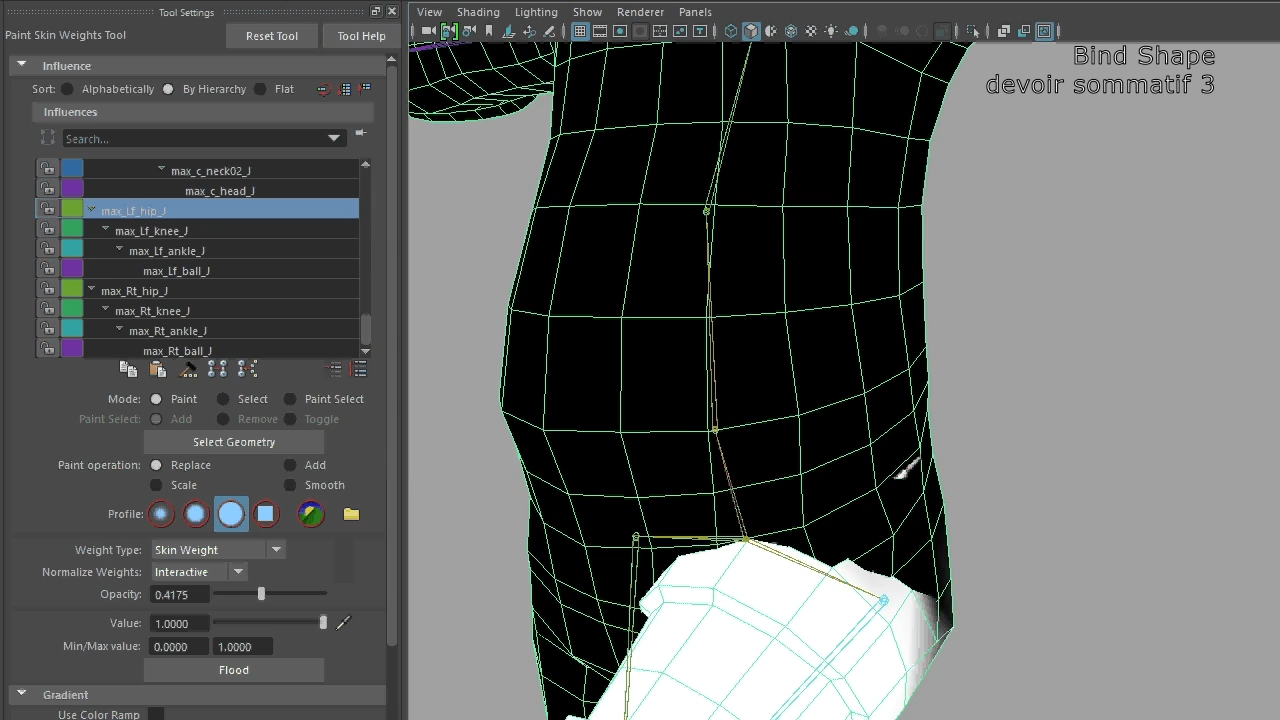 Tool Settings
Paint Skin Weights Tool
Reset Tool
Tool Help
Influence
Sort:
Alphabetically
By Hierarchy
Flat
Influences
Search...
max_c_neck02_J
max_c_head_J
max_Lf_hip_J
max_Lf_knee_J
max_Lf_ankle_J
max_Lf_ball_J
max_Rt_hip_J
max_Rt_knee_J
max_Rt_ankle_J
max_Rt_ball_J
Mode:
Paint
Select
Paint Select
Paint Select:
Add
Remove
Toggle
Select Geometry
Paint operation:
Replace
Add
Scale
Smooth
Profile:
Weight Type:
Skin Weight
Normalize Weights:
Interactive
Opacity:
0.4175
Value:
1.0000
Min/Max value:
0.0000
1.0000
Flood
Gradient
Use Color Ramp
View
Shading
Lighting
Show
Renderer
Panels
Bind Shape
devoir sommatif 3